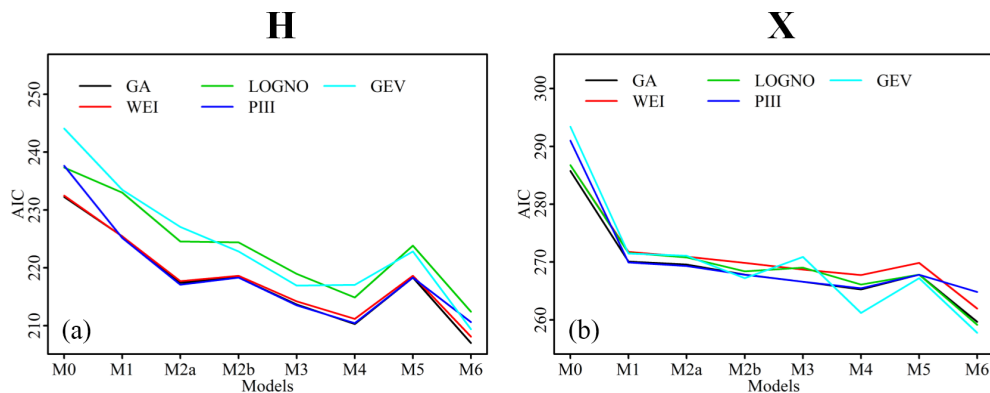 H
X
GA LOGNO GEV
WEI PIII
AIC
250
240
230
220
210
(a)
M0 M1 M2a M2b M3 M4 M5 M6
Models
GA LOGNO GEV
WEI PIII
AIC
300
290
280
270
260
(b)
M0 M1 M2a M2b M3 M4 M5 M6
Models